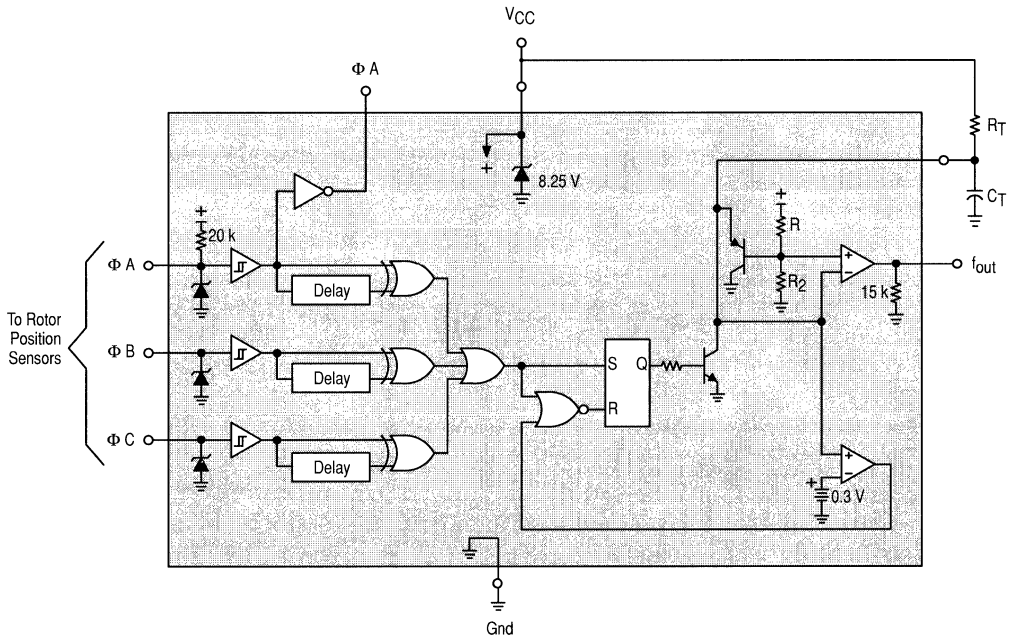 VCC
Φ A
RT
+
8.25 V
CT
+
20 k
+
R
Φ A
Delay
+
−
R2
15 k
fout
To Rotor
Position
Sensors
Φ B
Delay
S
Q
R
Φ C
Delay
+
−
+
0.3 V
Gnd